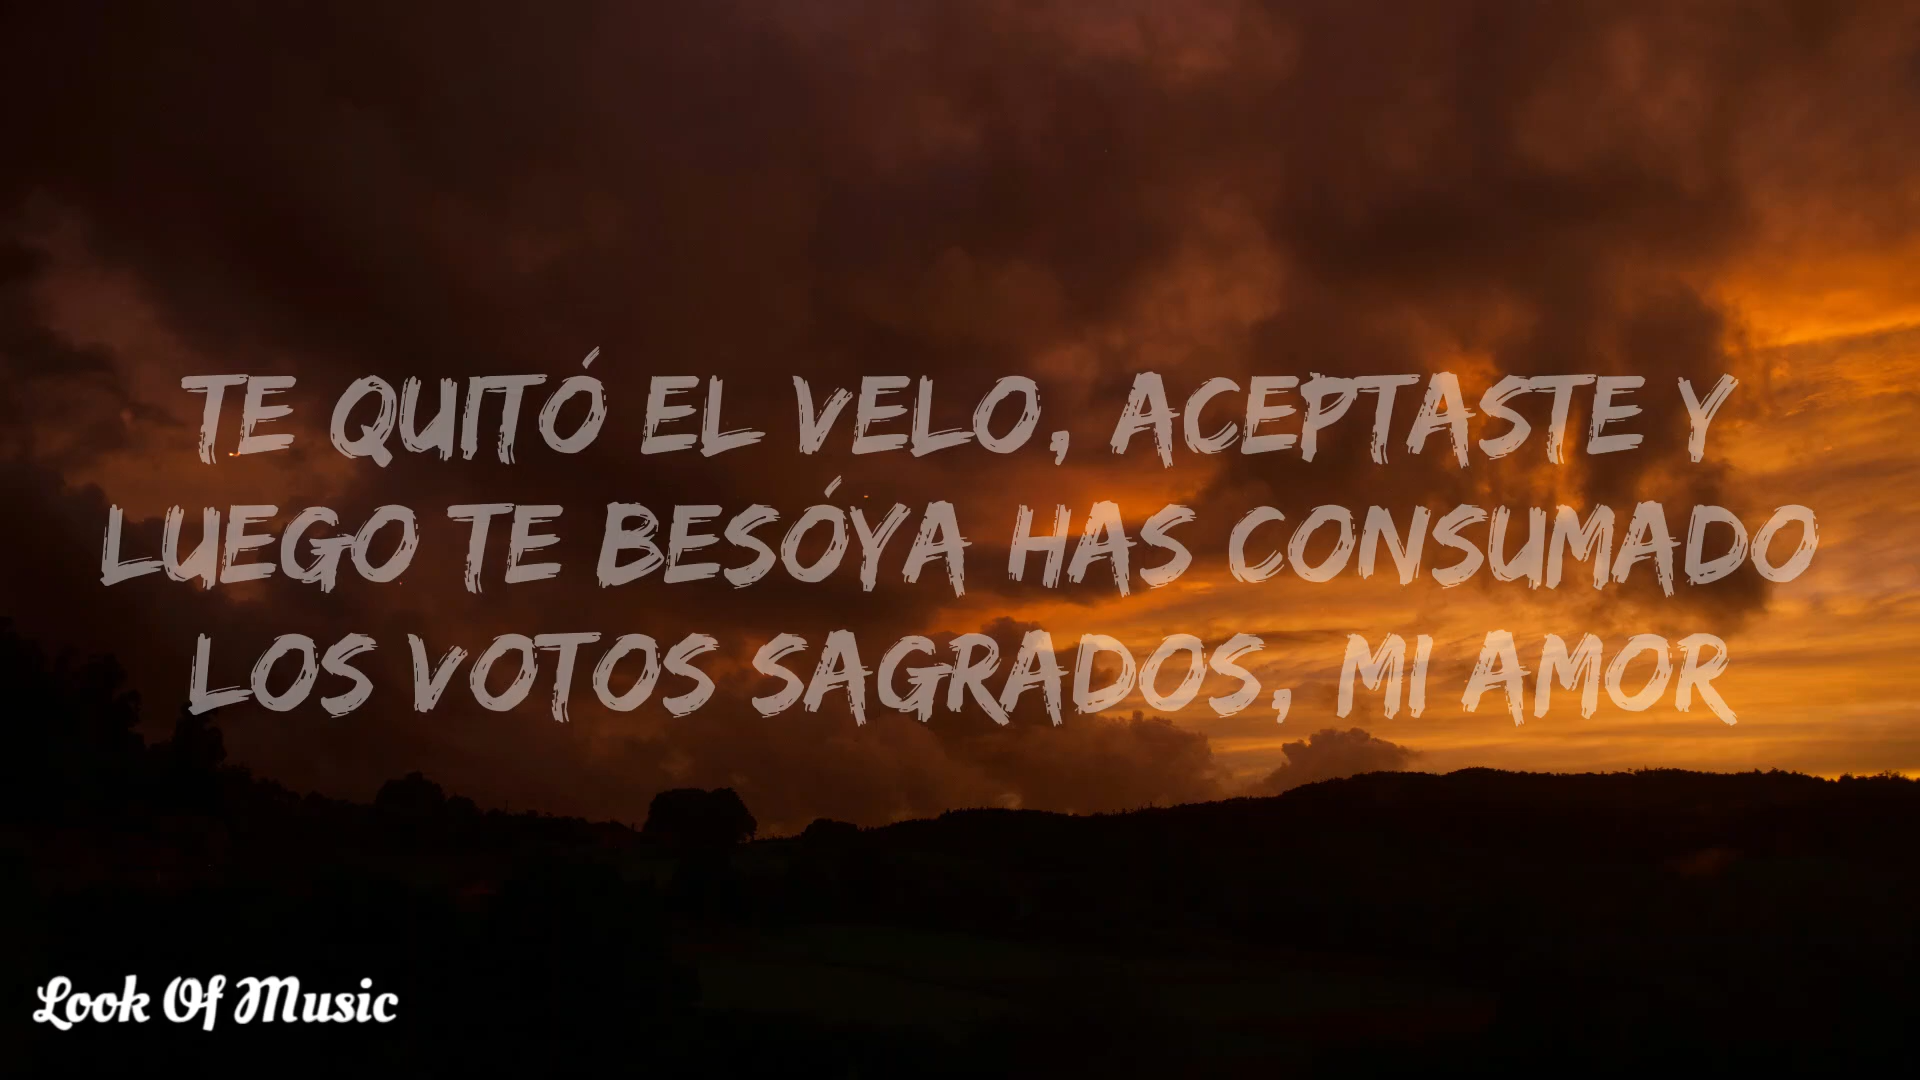 TE QUITÓ EL VELO, ACEPTASTE Y
LUEGO TE BESÓYA HAS CONSUMADO
LOS VOTOS SAGRADOS, MI AMOR
Look Of Music